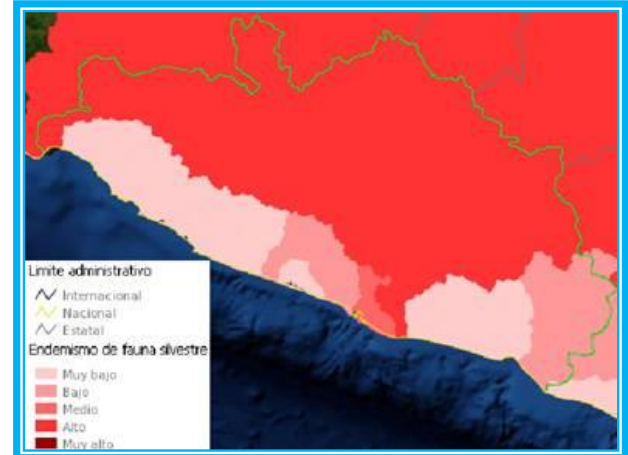 Limite administrativo
Internacional
Nacional
Estatal
Endemismo de fauna silvestre
Muy bajo
Bajo
Medio
Alto
Muy alto